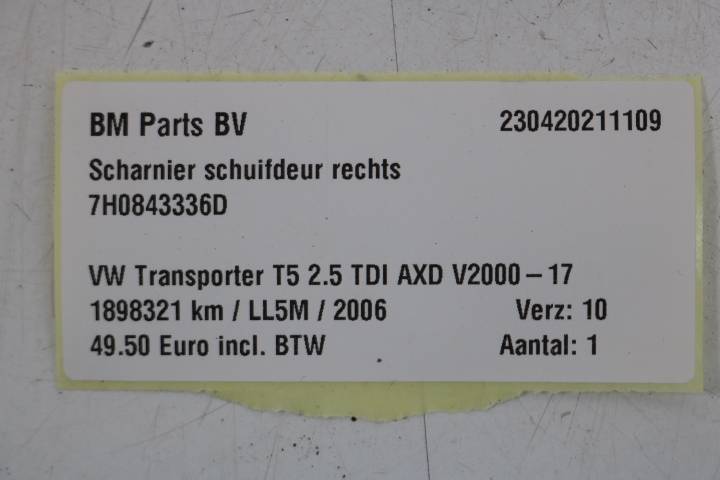 BM Parts BV 230420211109
Scharnier schuifdeur rechts
7H0843336D
VW Transporter T5 2.5 TDI AXD V2000 – 17
1898321 km / LL5M / 2006 Verz: 10
49.50 Euro incl. BTW Aantal: 1